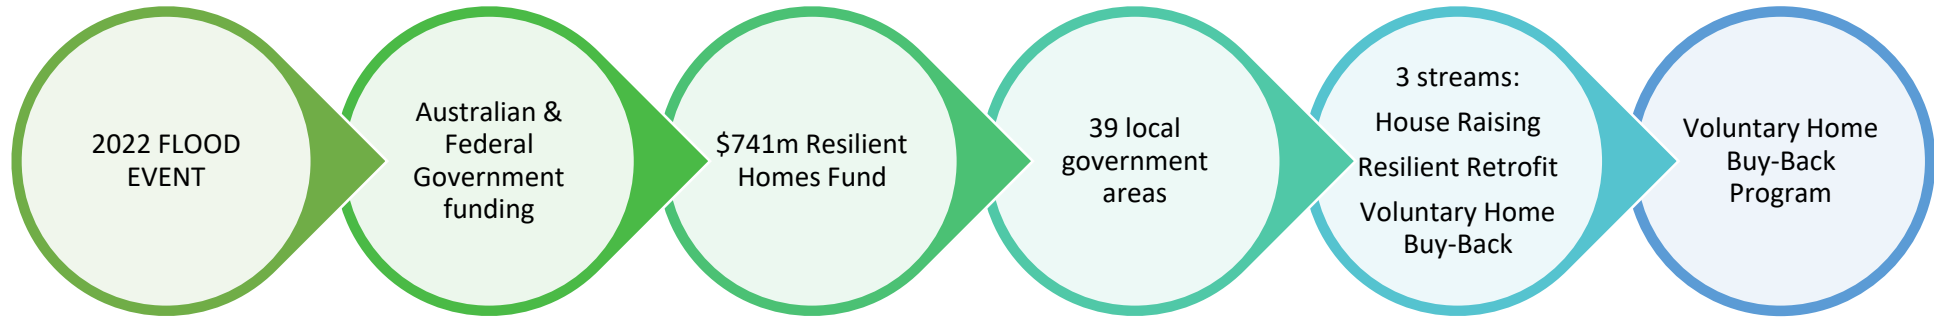 2022 FLOOD
EVENT
Australian &
Federal
Government
funding
$741m Resilient
Homes Fund
39 local
government
areas
3 streams:
House Raising
Resilient Retrofit
Voluntary Home
Buy-Back
Voluntary Home
Buy-Back
Program